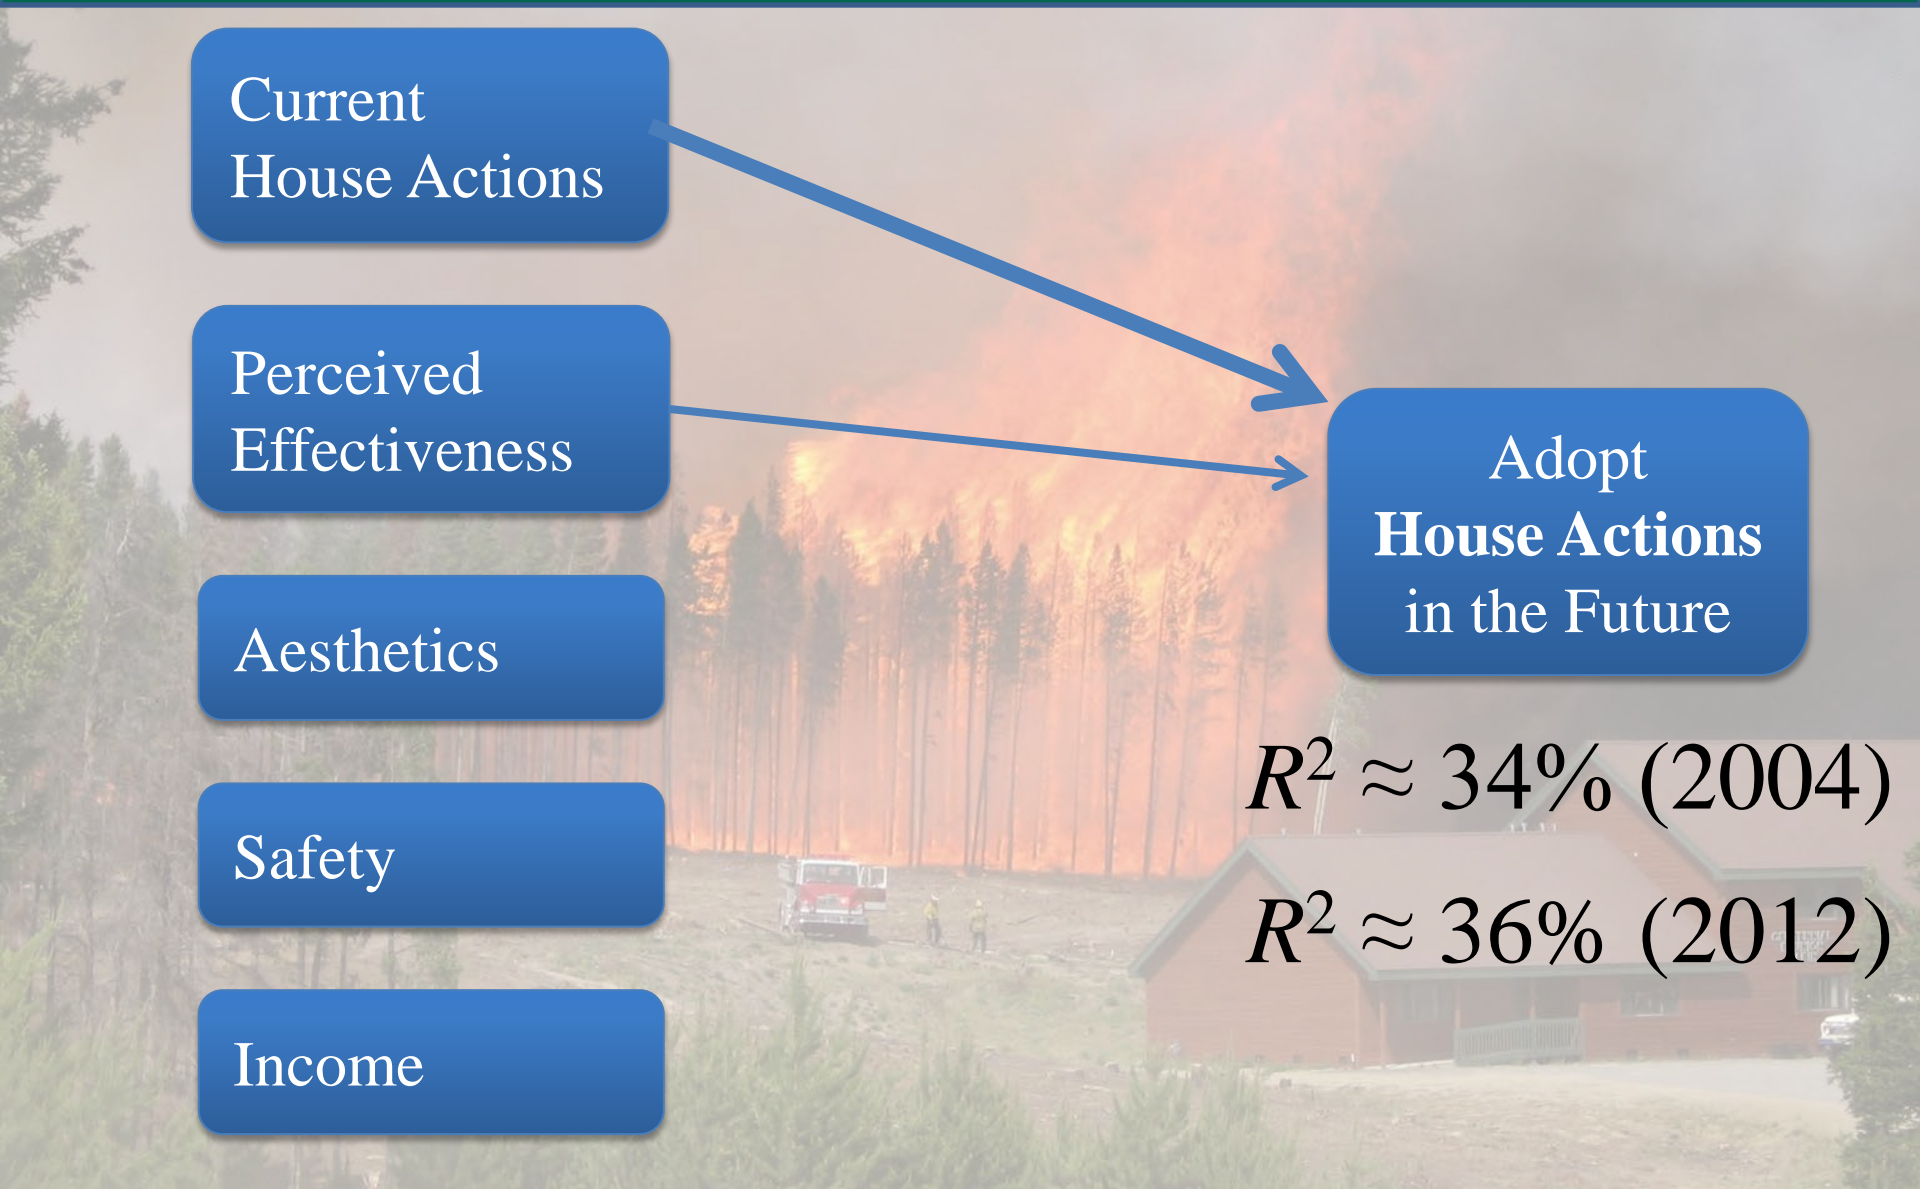 Current
House Actions
Perceived
Effectiveness
Aesthetics
Safety
Income
Adopt
House Actions
in the Future
R² ≈ 34% (2004)
R² ≈ 36% (2012)